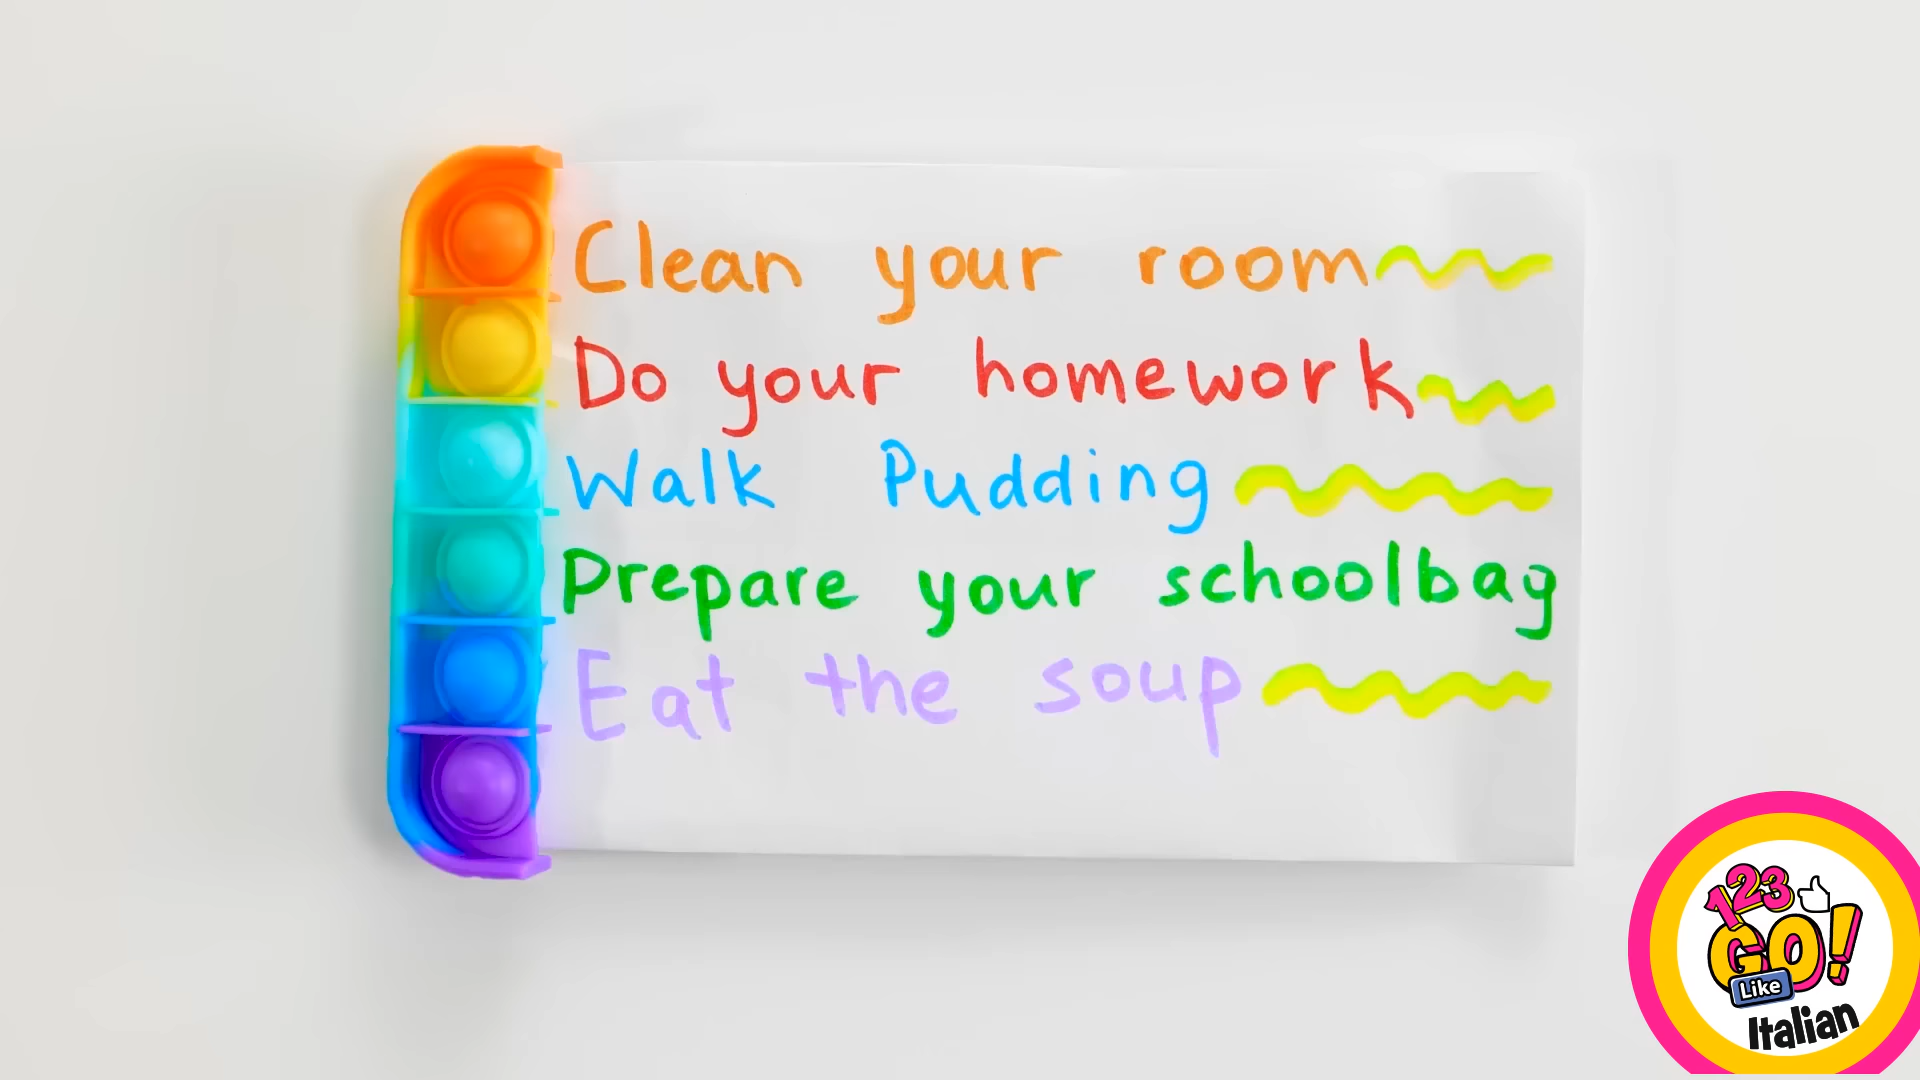 Clean your room
Do your homework
Walk Pudding
Prepare your schoolbag
Eat the soup
123
GO!
Like
Italian